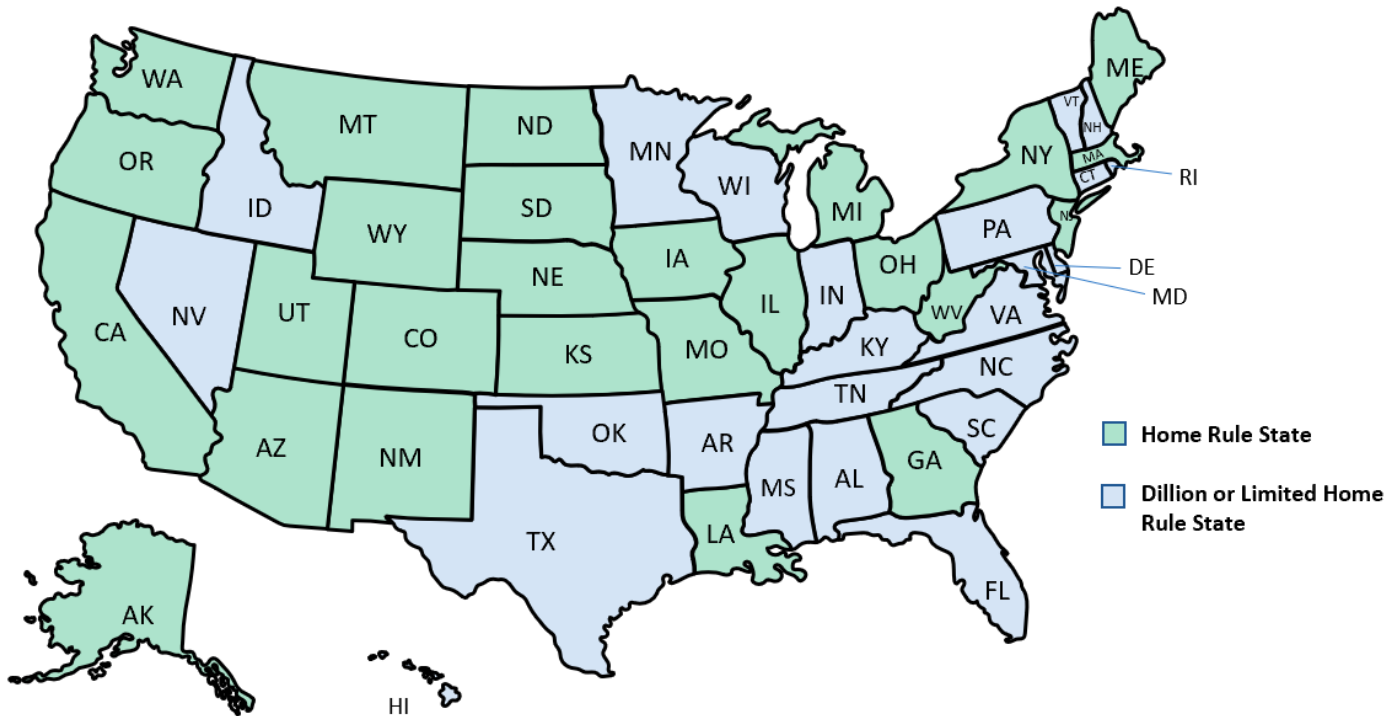 WA
ME
VT
MT
ND
NH
OR
MN
NY
MA
CT
RI
WI
ID
SD
MI
NJ
WY
PA
IA
OH
DE
NE
IN
MD
IL
UT
WV
VA
NV
CA
CO
KY
KS
MO
NC
TN
SC
OK
AR
Home Rule State
AZ
NM
GA
MS
AL
Dillion or Limited Home
Rule State
LA
TX
FL
AK
HI